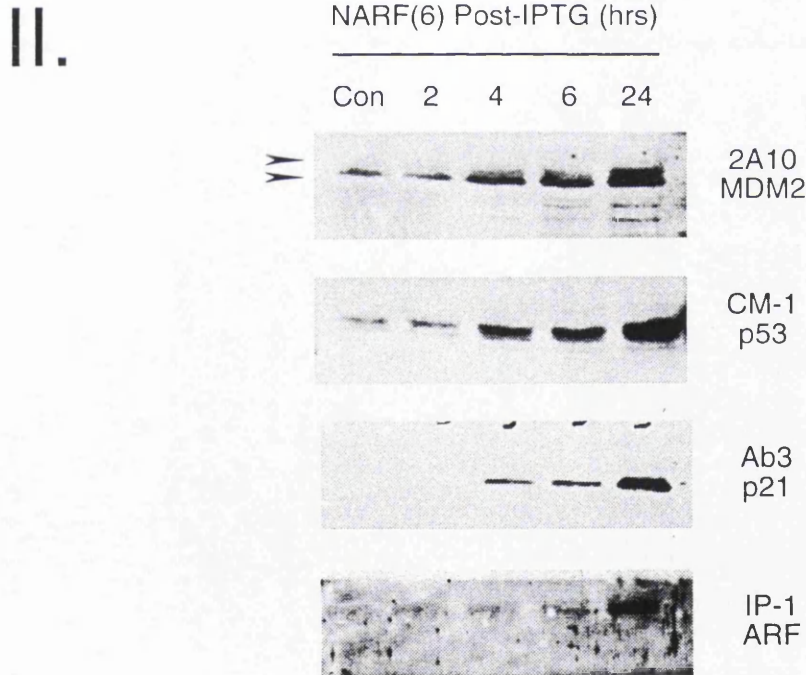 II.
NARF(6) Post-IPTG (hrs)
Con 2 4 6 24
2A10
MDM2
CM-1
p53
Ab3
p21
IP-1
ARF